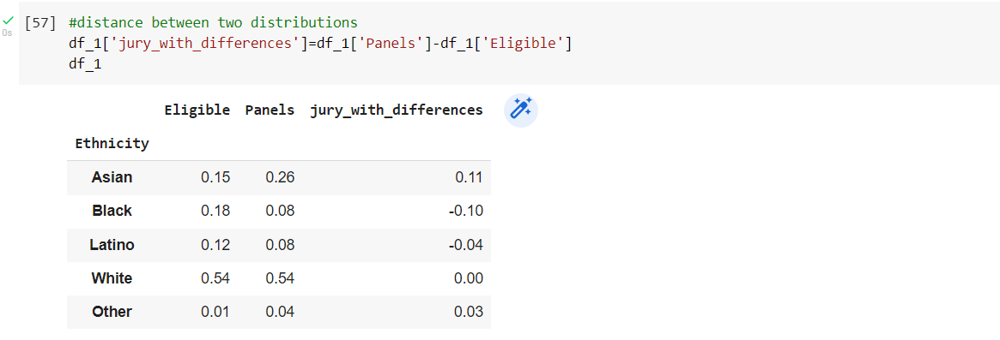 [57] #distance between two distributions
df_1['jury_with_differences']=df_1['Panels']-df_1['Eligible']
0s
df_1
Eligible Panels jury_with_differences
Ethnicity
Asian 0.15 0.26 0.11
Black 0.18 0.08 -0.10
Latino 0.12 0.08 -0.04
White 0.54 0.54 0.00
Other 0.01 0.04 0.03